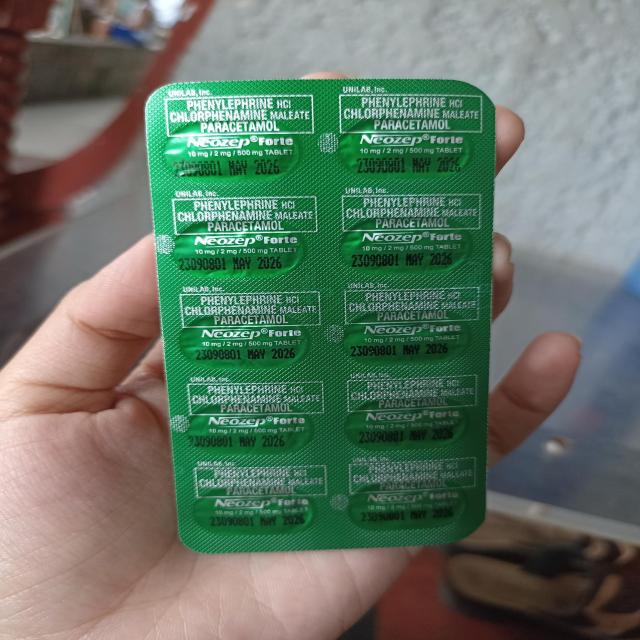 UNILAB, Inc.
PHENYLEPHRINE HCl
CHLORPHENAMINE MALEATE
PARACETAMOL
Neozep® Forte
10 mg / 2 mg / 500 mg TABLET
23090801 MAY 2026
UNILAB, Inc.
PHENYLEPHRINE HCl
CHLORPHENAMINE MALEATE
PARACETAMOL
Neozep® Forte
10 mg / 2 mg / 500 mg TABLET
23090801 MAY 2026
UNILAB, Inc.
PHENYLEPHRINE HCl
CHLORPHENAMINE MALEATE
PARACETAMOL
Neozep® Forte
10 mg / 2 mg / 500 mg TABLET
23090801 MAY 2026
UNILAB, Inc.
PHENYLEPHRINE HCl
CHLORPHENAMINE MALEATE
PARACETAMOL
Neozep® Forte
10 mg / 2 mg / 500 mg TABLET
23090801 MAY 2026
UNILAB, Inc.
PHENYLEPHRINE HCl
CHLORPHENAMINE MALEATE
PARACETAMOL
Neozep® Forte
10 mg / 2 mg / 500 mg TABLET
23090801 MAY 2026
UNILAB, Inc.
PHENYLEPHRINE HCl
CHLORPHENAMINE MALEATE
PARACETAMOL
Neozep® Forte
10 mg / 2 mg / 500 mg TABLET
23090801 MAY 2026
UNILAB, Inc.
PHENYLEPHRINE HCl
CHLORPHENAMINE MALEATE
PARACETAMOL
Neozep® Forte
10 mg / 2 mg / 500 mg TABLET
23090801 MAY 2026
UNILAB, Inc.
PHENYLEPHRINE HCl
CHLORPHENAMINE MALEATE
PARACETAMOL
Neozep® Forte
10 mg / 2 mg / 500 mg TABLET
23090801 MAY 2026
UNILAB, Inc.
PHENYLEPHRINE HCl
CHLORPHENAMINE MALEATE
PARACETAMOL
Neozep® Forte
10 mg / 2 mg / 500 mg TABLET
23090801 MAY 2026
UNILAB, Inc.
PHENYLEPHRINE HCl
CHLORPHENAMINE MALEATE
PARACETAMOL
Neozep® Forte
10 mg / 2 mg / 500 mg TABLET
23090801 MAY 2026